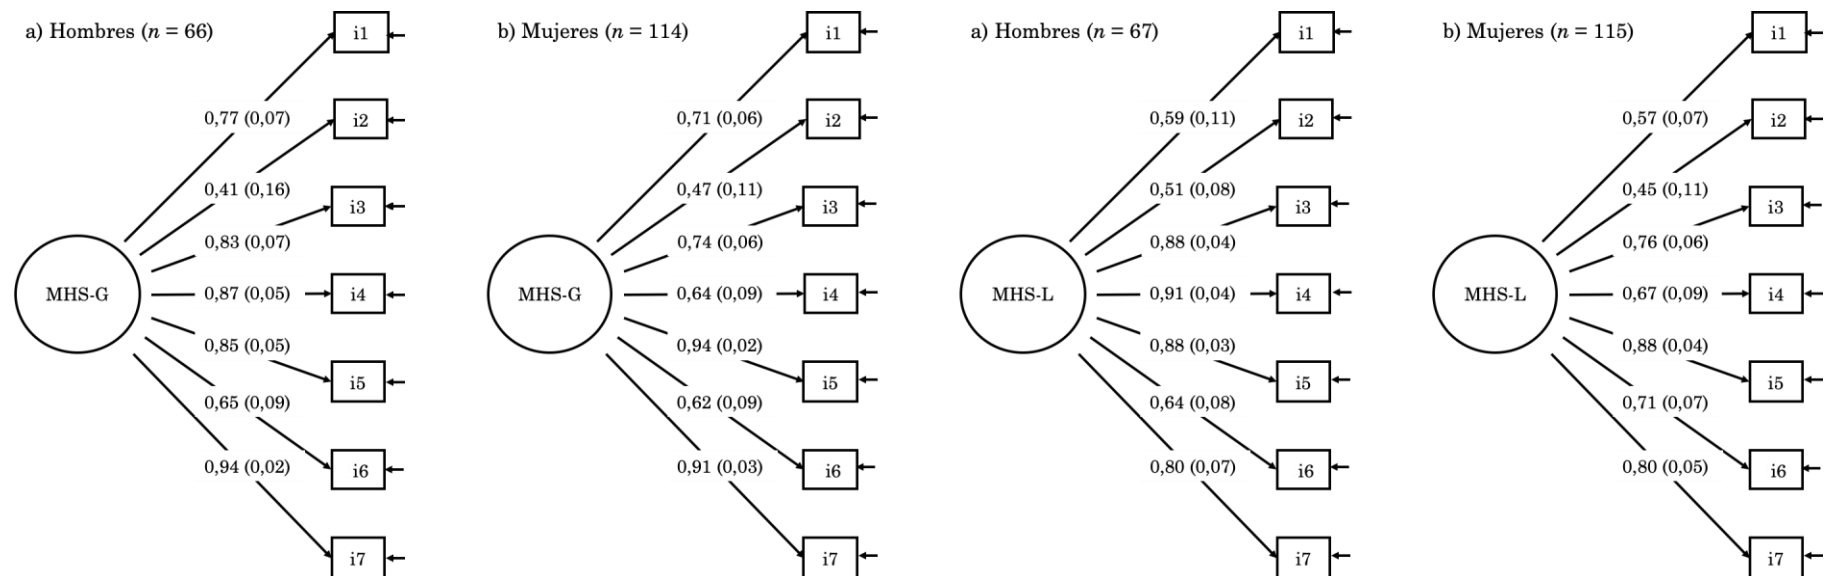 a) Hombres (n = 66)
i1
0,77 (0,07)
i2
0,41 (0,16)
i3
0,83 (0,07)
MHS-G
0,87 (0,05)
i4
0,85 (0,05)
i5
0,65 (0,09)
i6
0,94 (0,02)
i7
b) Mujeres (n = 114)
i1
0,71 (0,06)
i2
0,47 (0,11)
i3
0,74 (0,06)
MHS-G
0,64 (0,09)
i4
0,94 (0,02)
i5
0,62 (0,09)
i6
0,91 (0,03)
i7
a) Hombres (n = 67)
i1
0,59 (0,11)
i2
0,51 (0,08)
i3
0,88 (0,04)
MHS-L
0,91 (0,04)
i4
0,88 (0,03)
i5
0,64 (0,08)
i6
0,80 (0,07)
i7
b) Mujeres (n = 115)
i1
0,57 (0,07)
i2
0,45 (0,11)
i3
0,76 (0,06)
MHS-L
0,67 (0,09)
i4
0,88 (0,04)
i5
0,71 (0,07)
i6
0,80 (0,05)
i7